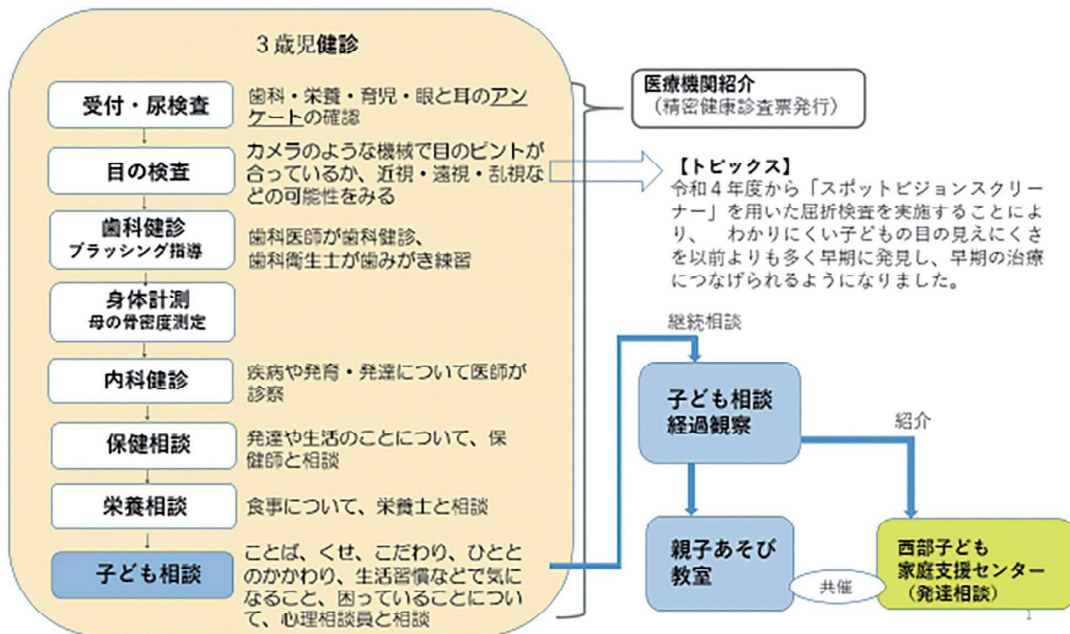 ３歳児健診
受付・尿検査
歯科・栄養・育児・眼と耳のアン
ケートの確認
目の検査
カメラのような機械で目のピントが
合っているか、近視・遠視・乱視な
どの可能性をみる
歯科健診
ブラッシング指導
歯科医師が歯科健診、
歯科衛生士が歯みがき練習
身体計測
母の骨密度測定
内科健診
疾病や発育・発達について医師が
診察
保健相談
発達や生活のことについて、保
健師と相談
栄養相談
食事について、栄養士と相談
子ども相談
ことば、くせ、こだわり、ひとと
のかかわり、生活習慣などで気に
なること、困っていることについ
て、心理相談員と相談
医療機関紹介
（精密健康診査票発行）
【トピックス】
令和４年度から「スポットビジョンスクリー
ナー」を用いた屈折検査を実施することによ
り、　わかりにくい子どもの目の見えにくさ
を以前よりも多く早期に発見し、早期の治療
につなげられるようになりました。
継続相談
子ども相談
経過観察
紹介
親子あそび
教室
共催
西部子ども
家庭支援センター
（発達相談）
1